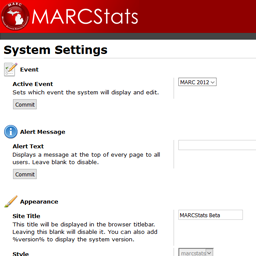 MARC
MARCStats
System Settings
Event
Active Event
Sets which event the system will display and edit.
MARC 2012
Commit
Alert Message
Alert Text
Displays a message at the top of every page to all
users. Leave blank to disable.
Commit
Appearance
Site Title
This title will be displayed in the browser titlebar.
Leaving this blank will disable it. You can also add
%version% to display the system version.
MARCStats Beta
Style
marcstats